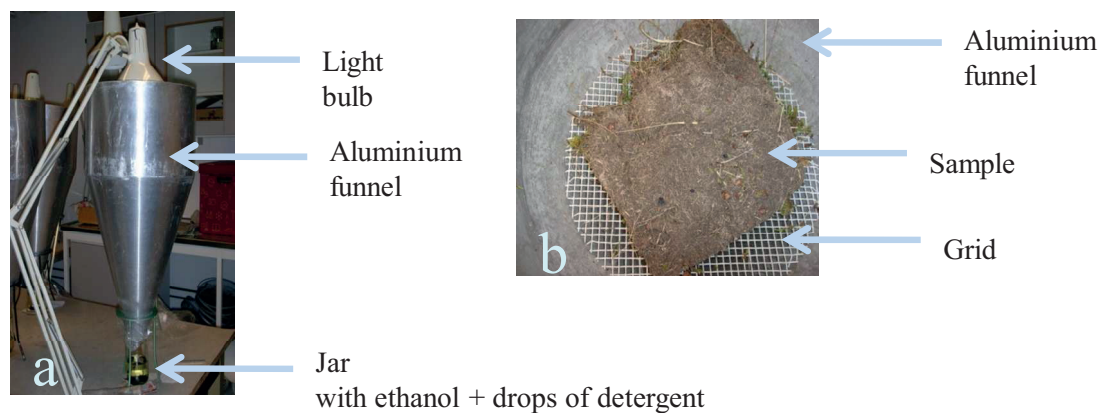 Light
bulb
Aluminium
funnel
Jar
with ethanol + drops of detergent
a
Aluminium
funnel
Sample
Grid
b